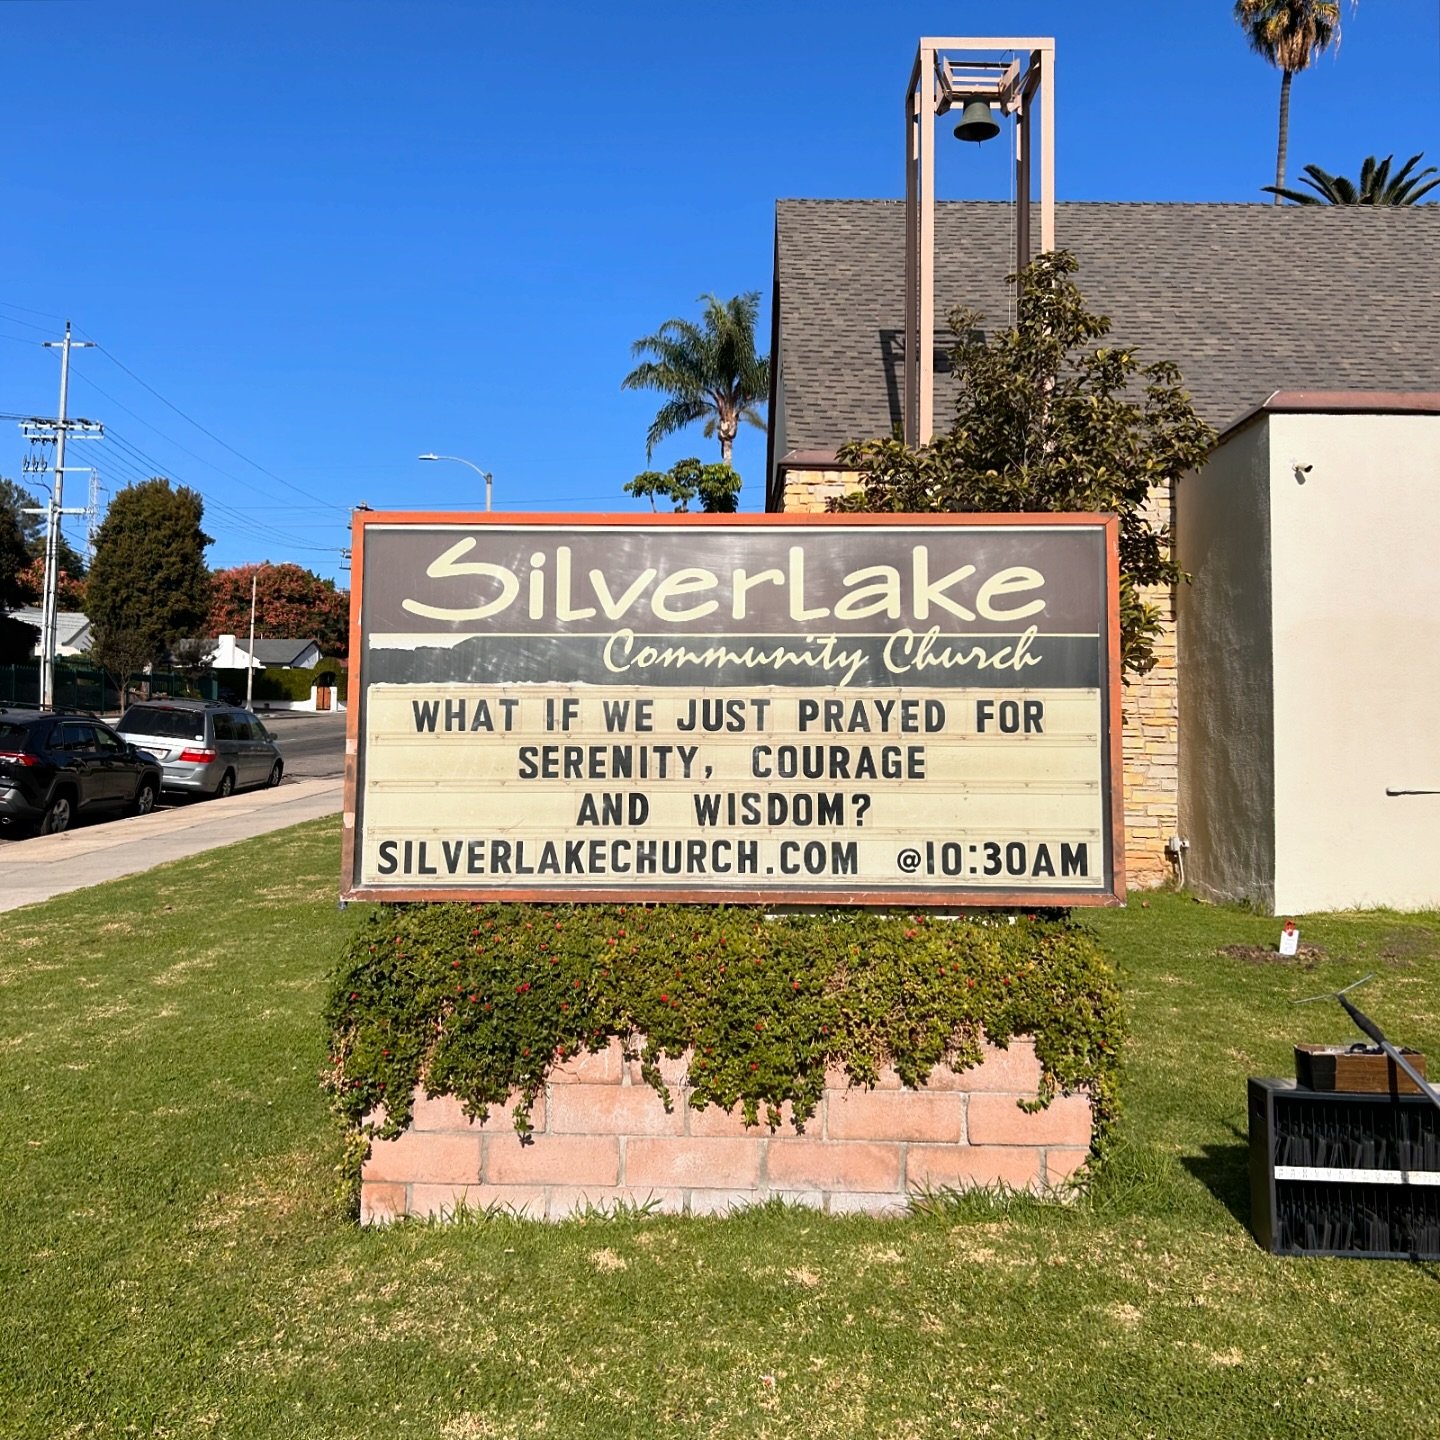 SilverLake
Community Church
WHAT IF WE JUST PRAYED FOR
SERENITY, COURAGE
AND WISDOM?
SILVERLAKECHURCH.COM @10:30AM